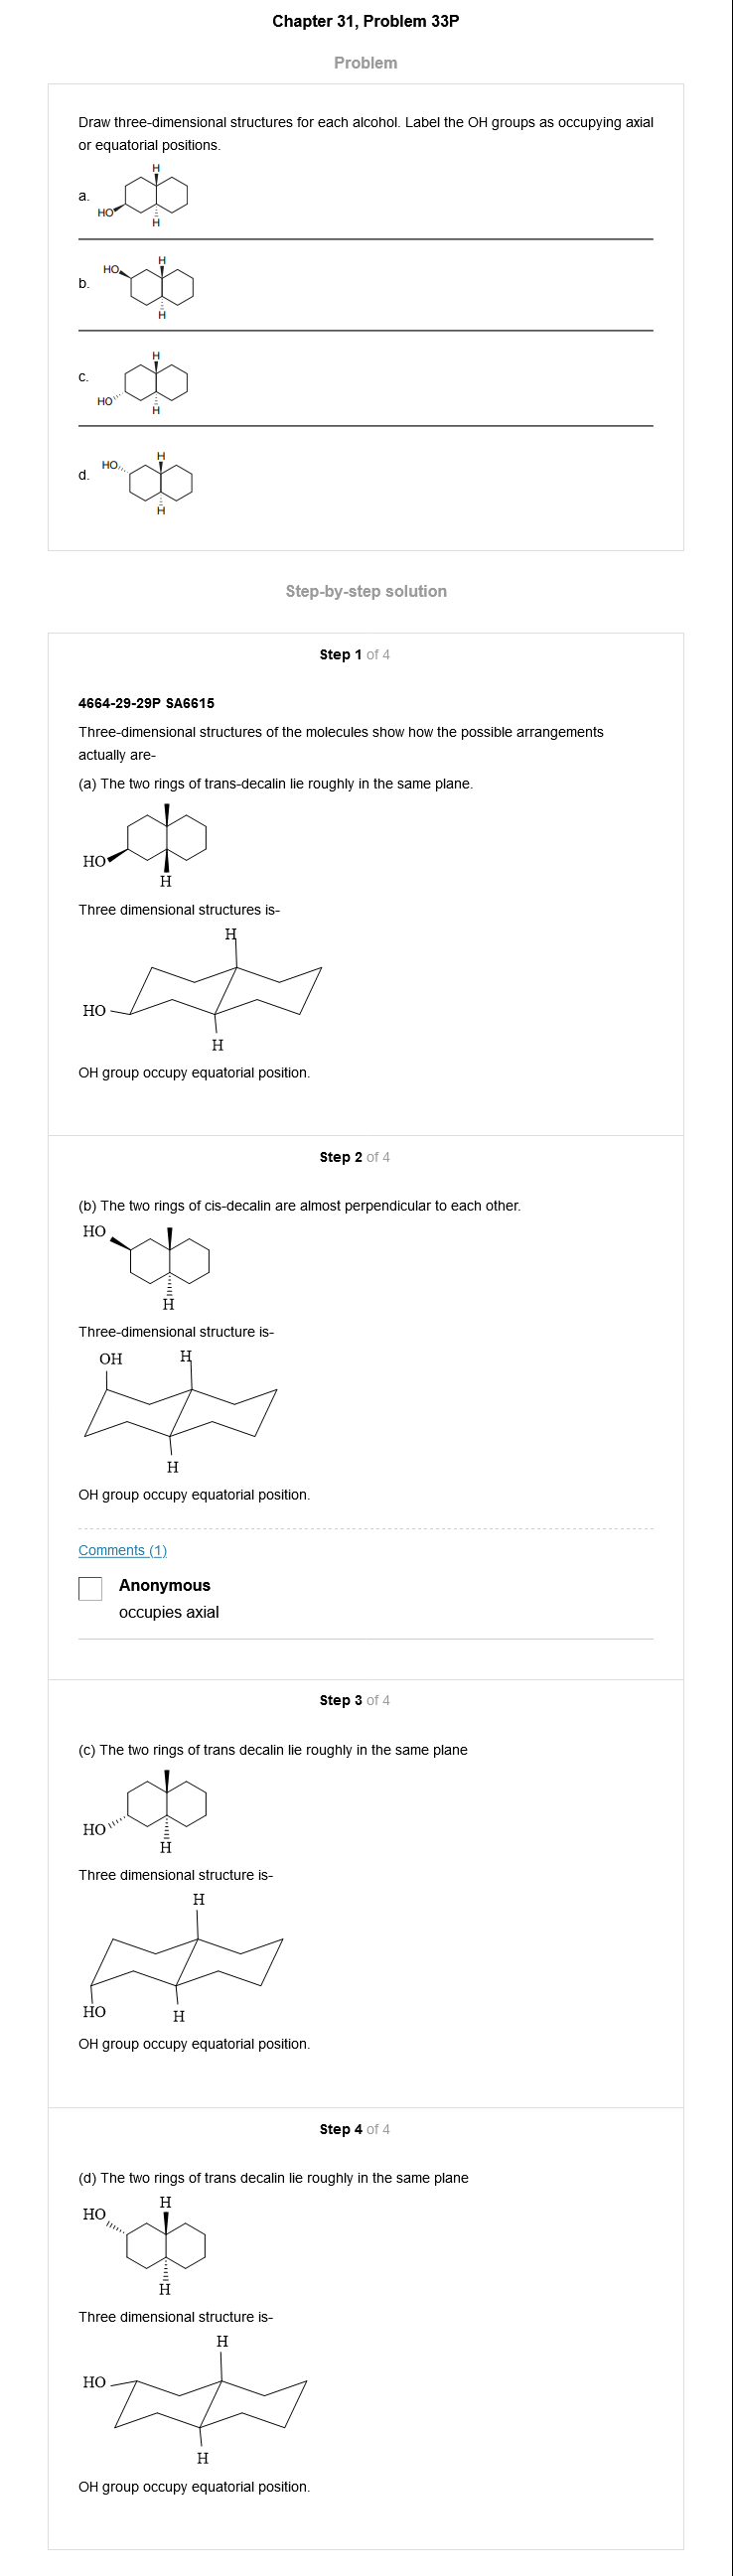 Chapter 31, Problem 33P
Problem
Draw three-dimensional structures for each alcohol. Label the OH groups as occupying axial
or equatorial positions.
H
a.
HO
H
H
HO
b.
H
H
c.
HO
H
H
HO
d.
H
Step-by-step solution
Step 1 of 4
4664-29-29P SA6615
Three-dimensional structures of the molecules show how the possible arrangements
actually are-
(a) The two rings of trans-decalin lie roughly in the same plane.
HO
H
Three dimensional structures is-
H
HO
H
OH group occupy equatorial position.
Step 2 of 4
(b) The two rings of cis-decalin are almost perpendicular to each other.
HO
H
Three-dimensional structure is-
OH H
H
OH group occupy equatorial position.
Comments (1)
Anonymous
occupies axial
Step 3 of 4
(c) The two rings of trans decalin lie roughly in the same plane
HO
H
Three dimensional structure is-
H
HO
H
OH group occupy equatorial position.
Step 4 of 4
(d) The two rings of trans decalin lie roughly in the same plane
H
HO
H
Three dimensional structure is-
H
HO
H
OH group occupy equatorial position.